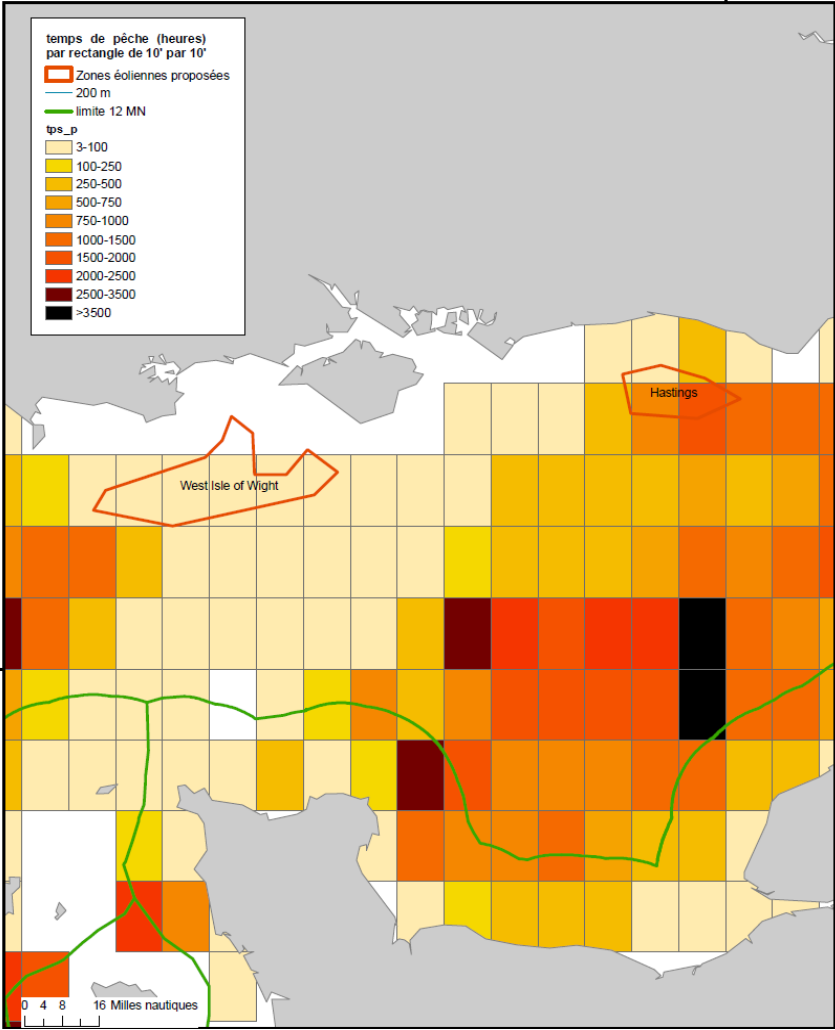 temps de pêche (heures)
par rectangle de 10' par 10'
Zones éoliennes proposées
200 m
limite 12 MN
tps_p
3-100
100-250
250-500
500-750
750-1000
1000-1500
1500-2000
2000-2500
2500-3500
>3500
Hastings
West Isle of Wight
0 4 8 16 Milles nautiques